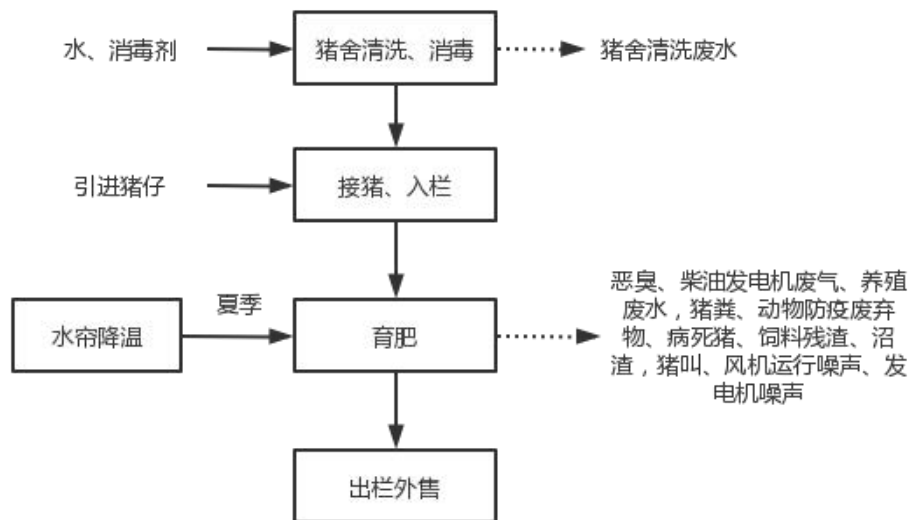 水、消毒剂
猪舍清洗、消毒
猪舍清洗废水
引进猪仔
接猪、入栏
水帘降温
夏季
育肥
恶臭、柴油发电机废气、养殖
废水，猪粪、动物防疫废弃
物、病死猪、饲料残渣、沼
渣，猪叫、风机运行噪声、发
电机噪声
出栏外售